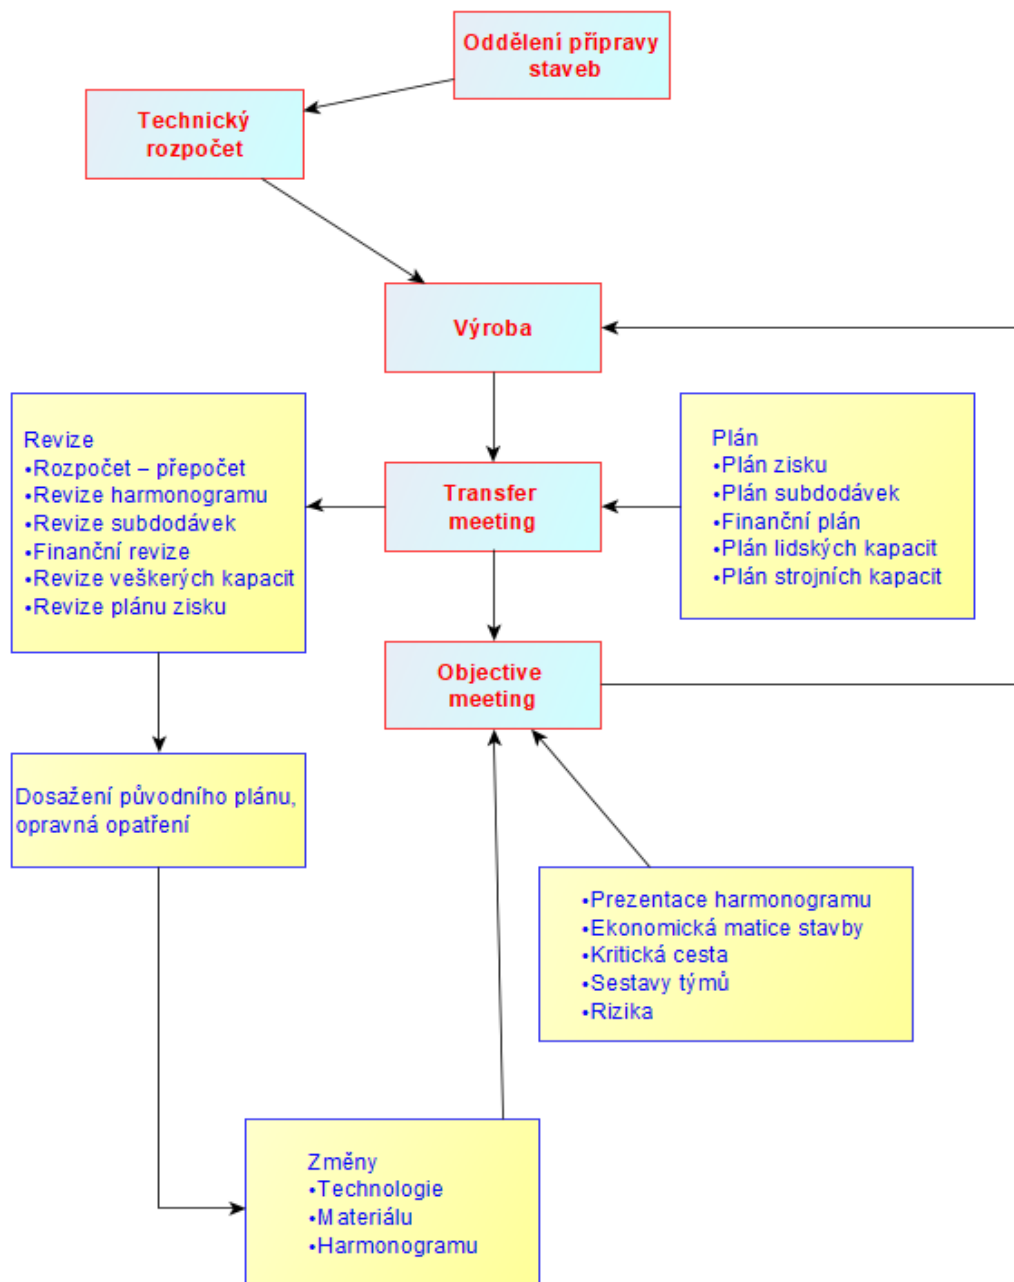 Oddělení přípravy
staveb
Technický
rozpočet
Výroba
Revize
•Rozpočet – přepočet
•Revize harmonogramu
•Revize subdodávek
•Finanční revize
•Revize veškerých kapacit
•Revize plánu zisku
Transfer
meeting
Plán
•Plán zisku
•Plán subdodávek
•Finanční plán
•Plán lidských kapacit
•Plán strojních kapacit
Objective
meeting
Dosažení původního plánu,
opravná opatření
•Prezentace harmonogramu
•Ekonomická matice stavby
•Kritická cesta
•Sestavy týmů
•Rizika
Změny
•Technologie
•Materiálu
•Harmonogramu